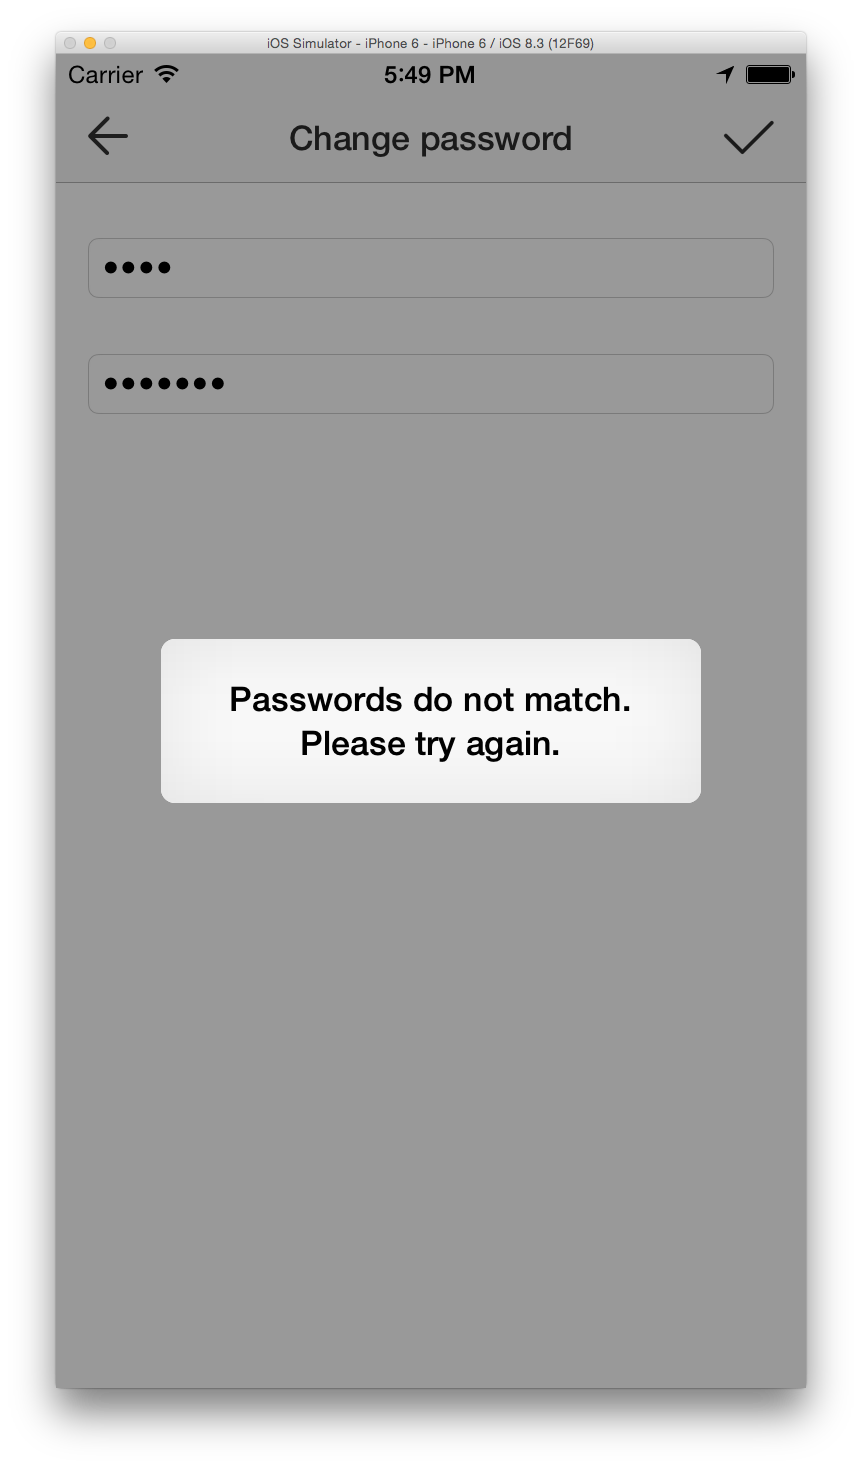 iOS Simulator - iPhone 6 - iPhone 6 / iOS 8.3 (12F69)
Carrier 5:49 PM
Change password
••••
•••••••
Passwords do not match.
Please try again.